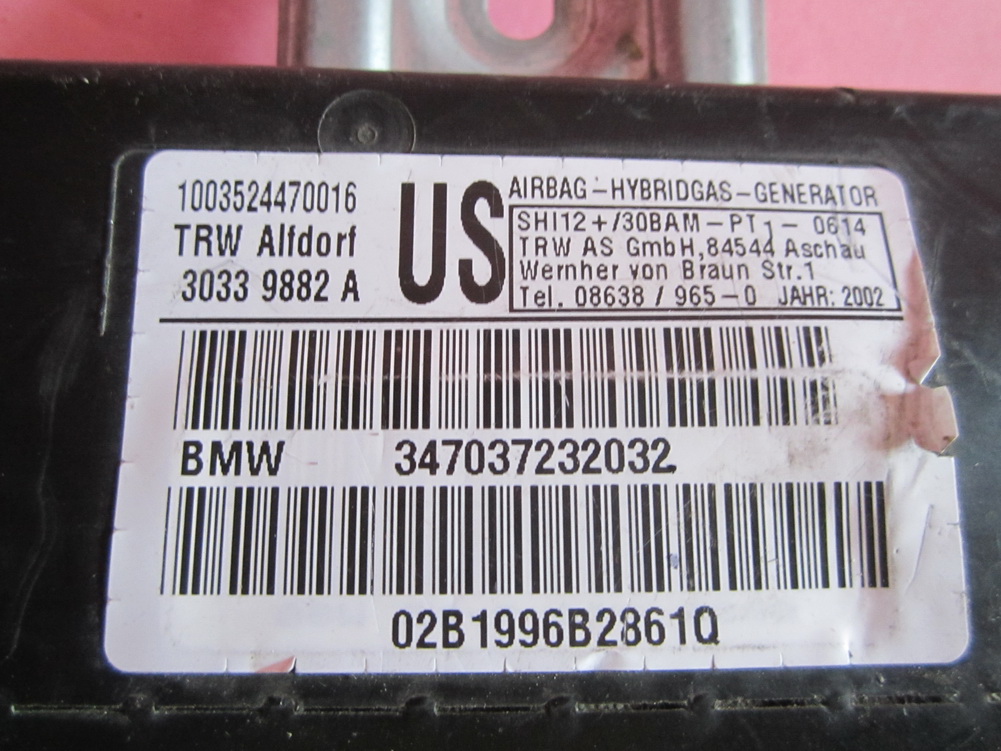 1003524470016
TRW Alfdorf
3033 9882 A
US
AIRBAG-HYBRIDGAS-GENERATOR
SHI12+/30BAM-PT1-0614
TRW AS GmbH,84544 Aschau
Wernher von Braun Str.1
Tel. 08638 / 965-0 JAHR: 2002
BMW 347037232032
02B1996B2861Q